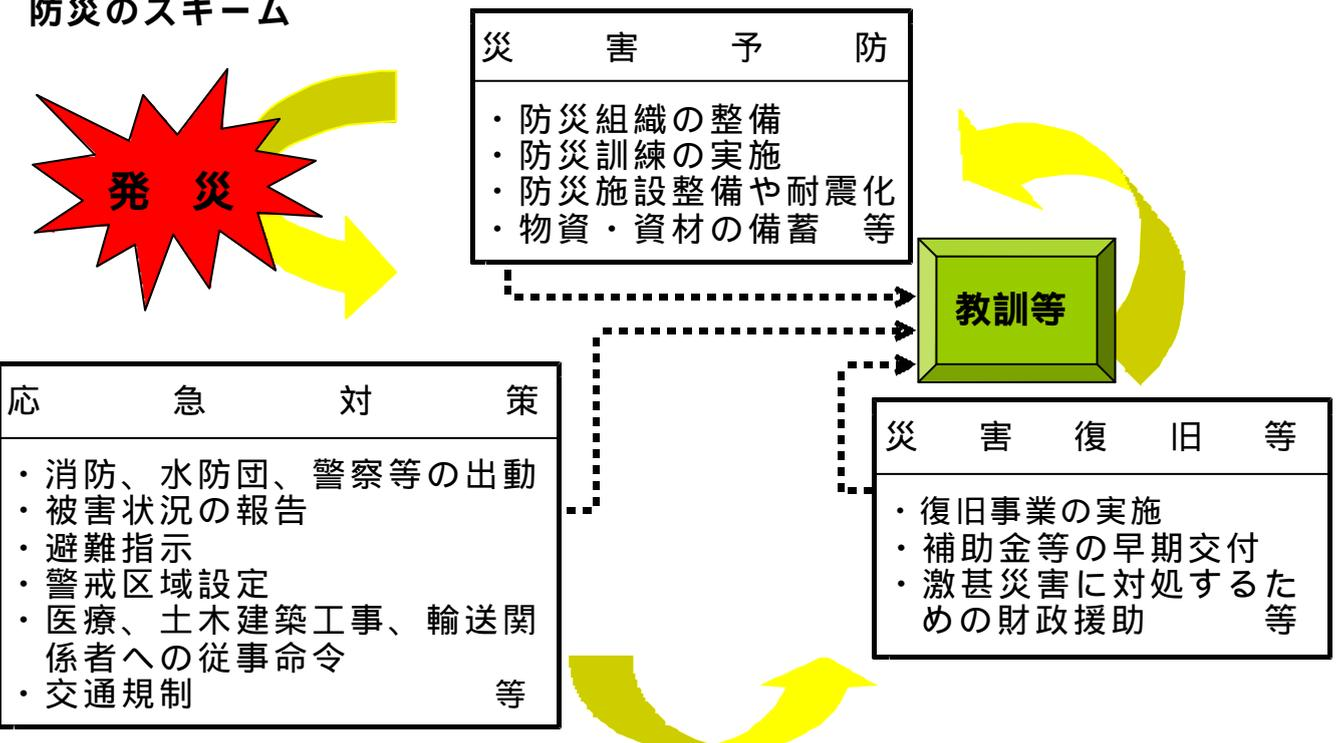 防災のスキーム
災害予防
・防災組織の整備
・防災訓練の実施
・防災施設整備や耐震化
・物資・資材の備蓄 等
発 災
教訓等
応急対策
・消防、水防団、警察等の出動
・被害状況の報告
・避難指示
・警戒区域設定
・医療、土木建築工事、輸送関
係者への従事命令
・交通規制 等
災害復旧等
・復旧事業の実施
・補助金等の早期交付
・激甚災害に対処するた
めの財政援助 等